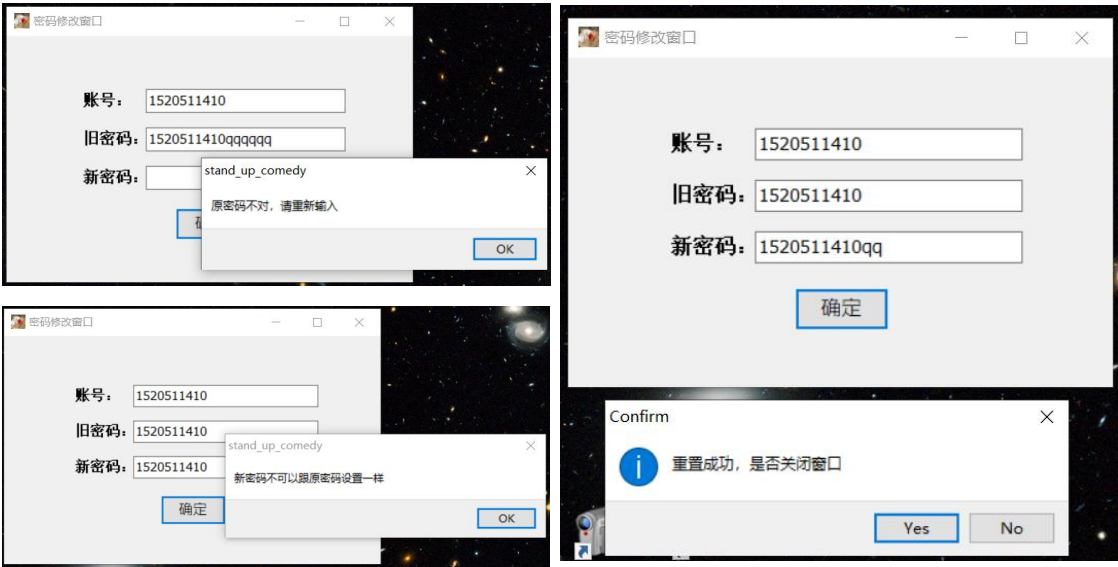 密码修改窗口
账号： 1520511410
旧密码： 1520511410qqqqqq
新密码：
stand_up_comedy
原密码不对，请重新输入
OK
密码修改窗口
账号： 1520511410
旧密码： 1520511410
新密码： 1520511410
stand_up_comedy
新密码不可以跟原密码设置一样
确定
OK
密码修改窗口
账号： 1520511410
旧密码： 1520511410
新密码： 1520511410qq
确定
Confirm
重置成功，是否关闭窗口
Yes No